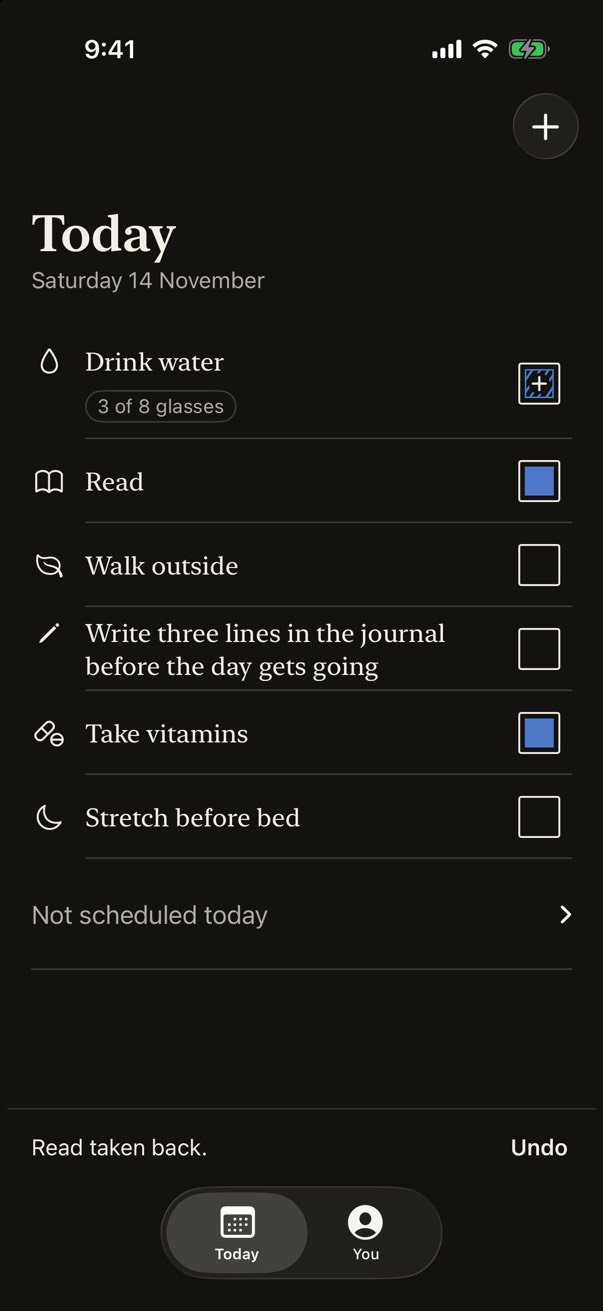 9:41
Today
Saturday 14 November
Drink water
3 of 8 glasses
Read
Walk outside
Write three lines in the journal
before the day gets going
Take vitamins
Stretch before bed
Not scheduled today
Read taken back.
Undo
Today
You